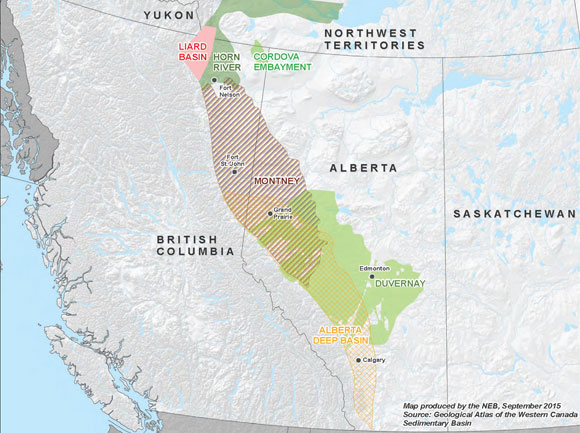 YUKON
NORTHWEST
TERRITORIES
LIARD
BASIN
HORN
RIVER
CORDOVA
EMBAYMENT
Fort
Nelson
Fort
St. John
MONTNEY
ALBERTA
Grand
Prairie
SASKATCHEWAN
BRITISH
COLUMBIA
Edmonton
DUVERNAY
ALBERTA
DEEP BASIN
Calgary
Map produced by the NEB, September 2015
Source: Geological Atlas of the Western Canada
Sedimentary Basin